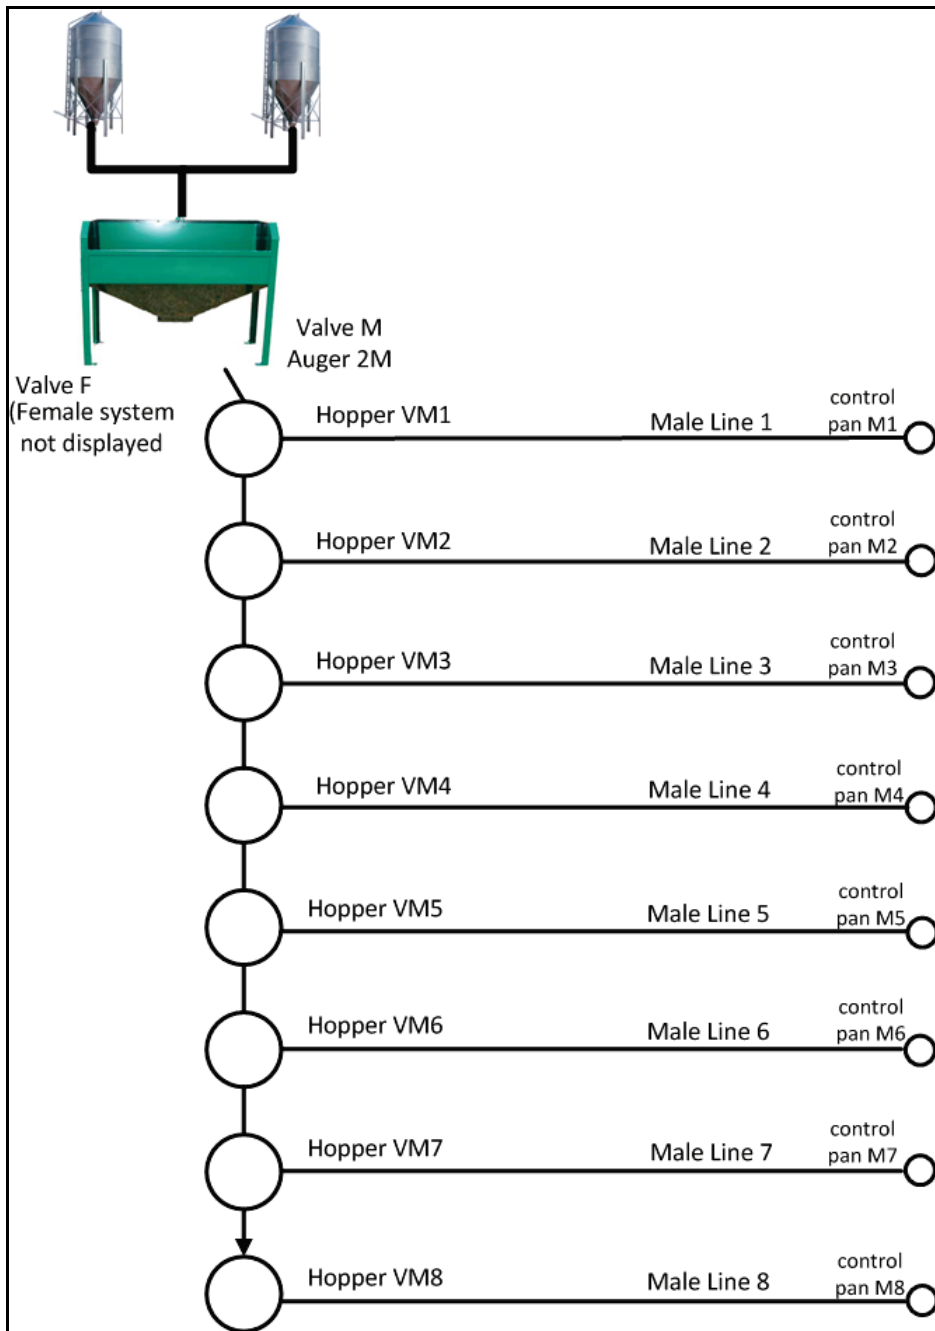 Valve M
Auger 2M
Valve F
(Female system
not displayed
Hopper VM1
Male Line 1
control
pan M1
Hopper VM2
Male Line 2
control
pan M2
Hopper VM3
Male Line 3
control
pan M3
Hopper VM4
Male Line 4
control
pan M4
Hopper VM5
Male Line 5
control
pan M5
Hopper VM6
Male Line 6
control
pan M6
Hopper VM7
Male Line 7
control
pan M7
Hopper VM8
Male Line 8
control
pan M8